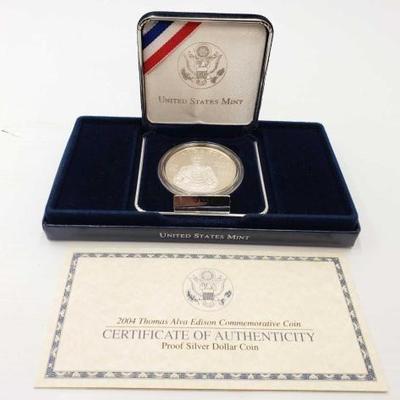 UNITED STATES MINT
UNITED STATES MINT
2004 Thomas Alva Edison Commemorative Coin
CERTIFICATE OF AUTHENTICITY
Proof Silver Dollar Coin